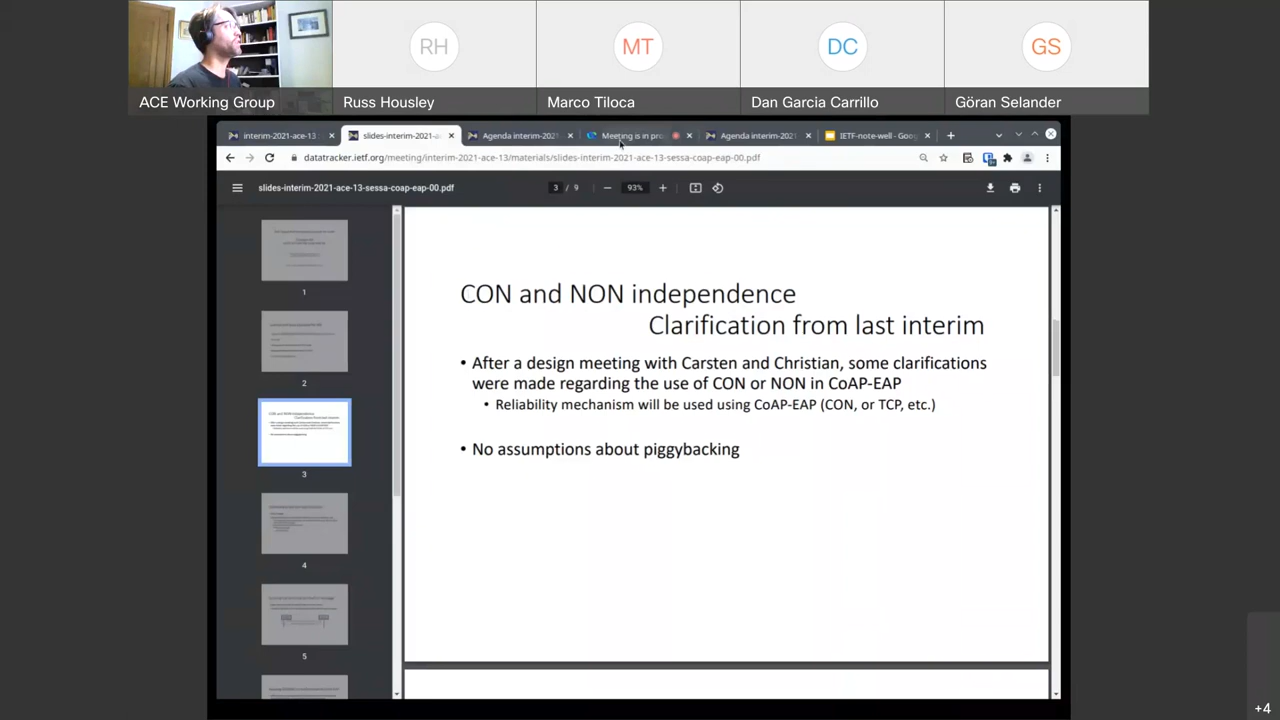 RH
MT
DC
GS
ACE Working Group
Russ Housley
Marco Tiloca
Dan Garcia Carrillo
Göran Selander
interim-2021-ace-13
slides-interim-2021-ace-
Agenda interim-2021
Meeting is in pro
Agenda interim-2021
IETF-note-well - Goo
datatracker.ietf.org/meeting/interim-2021-ace-13/materials/slides-interim-2021-ace-13-sessa-coap-eap-00.pdf
slides-interim-2021-ace-13-sessa-coap-eap-00.pdf
3 / 9
93%
1
2
3
4
5
CON and NON independence
Clarification from last interim
• After a design meeting with Carsten and Christian, some clarifications
were made regarding the use of CON or NON in CoAP-EAP
• Reliability mechanism will be used using CoAP-EAP (CON, or TCP, etc.)
• No assumptions about piggybacking
+4